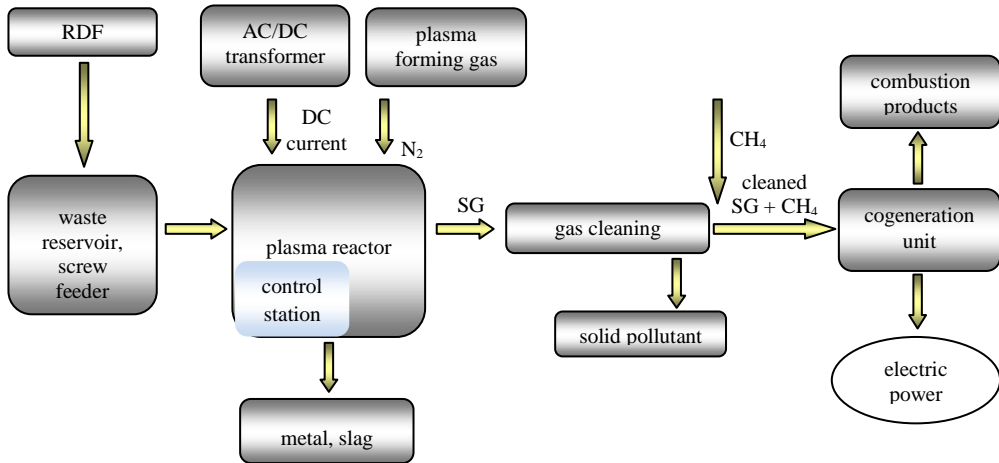 RDF
AC/DC
transformer
plasma
forming gas
combustion
products
DC
current
N₂
CH₄
waste
reservoir,
screw
feeder
plasma reactor
control
station
SG
gas cleaning
cleaned
SG + CH₄
cogeneration
unit
solid pollutant
electric
power
metal, slag